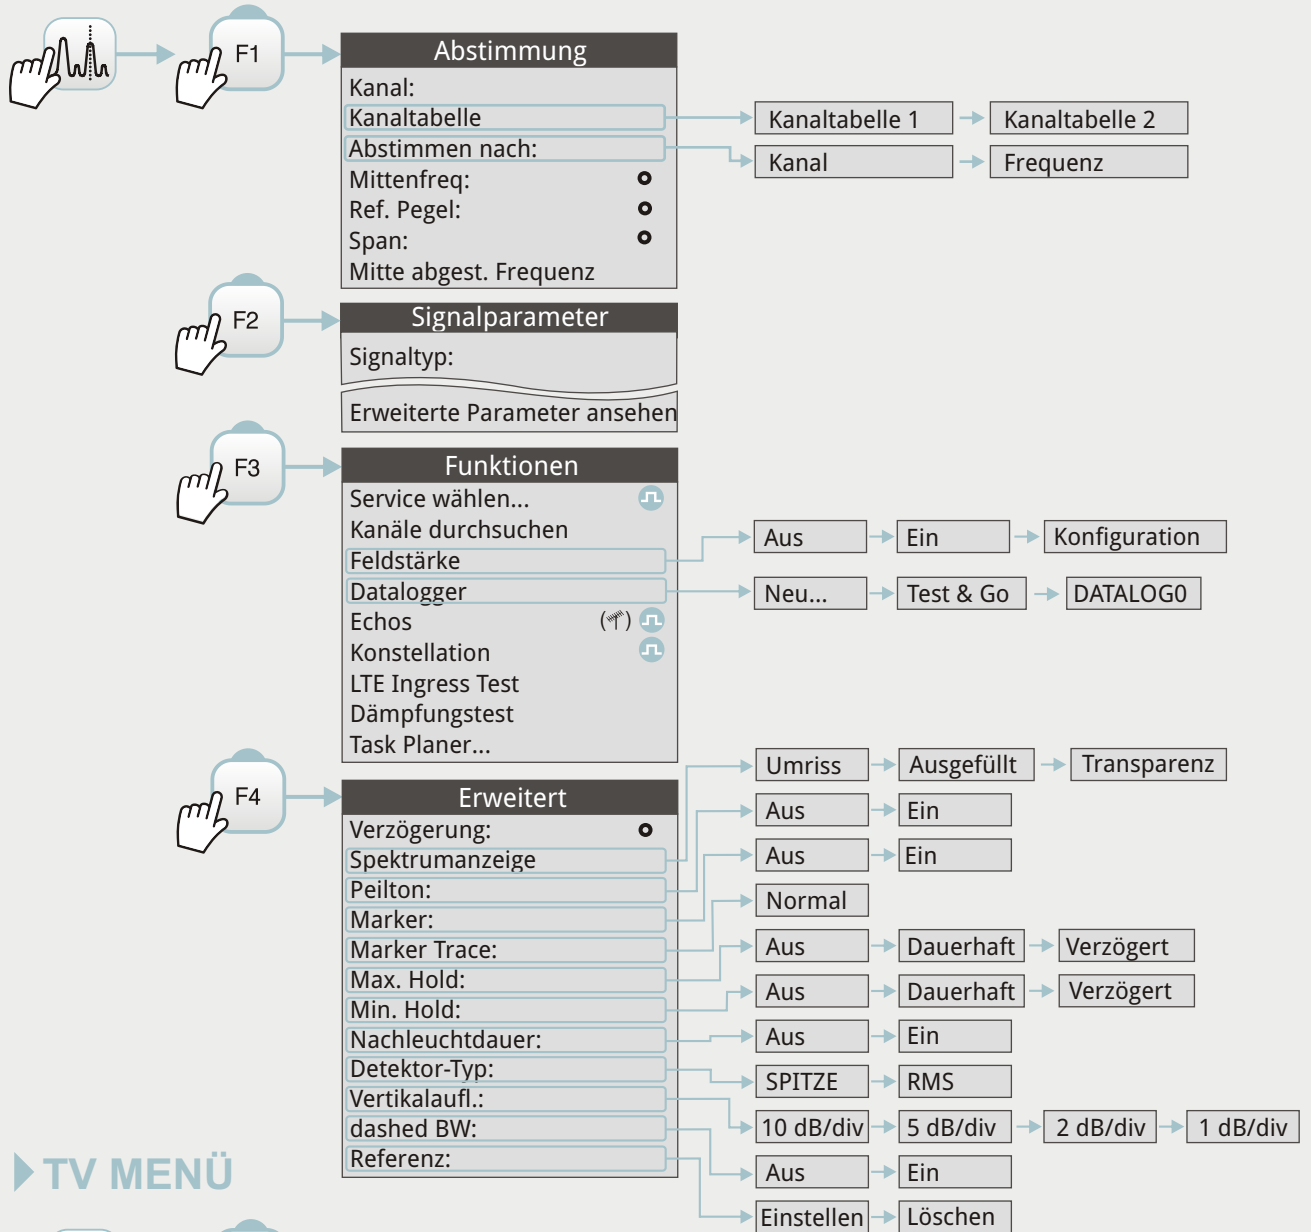 F1
Abstimmung
Kanal:
Kanaltabelle
Kanaltabelle 1
Kanaltabelle 2
Abstimmen nach:
Kanal
Frequenz
Mittenfreq:
Ref. Pegel:
Span:
Mitte abgest. Frequenz
F2
Signalparameter
Signaltyp:
Erweiterte Parameter ansehen
F3
Funktionen
Service wählen...
Kanäle durchsuchen
Feldstärke
Aus
Ein
Konfiguration
Datalogger
Neu...
Test & Go
DATALOG0
Echos
Konstellation
LTE Ingress Test
Dämpfungstest
Task Planer...
F4
Erweitert
Verzögerung:
Spektrumanzeige
Umriss
Ausgefüllt
Transparenz
Peilton:
Aus
Ein
Marker:
Aus
Ein
Marker Trace:
Normal
Max. Hold:
Aus
Dauerhaft
Verzögert
Min. Hold:
Aus
Dauerhaft
Verzögert
Nachleuchtdauer:
Aus
Ein
Detektor-Typ:
SPITZE
RMS
Vertikalaufl.:
10 dB/div
5 dB/div
2 dB/div
1 dB/div
dashed BW:
Aus
Ein
Referenz:
Einstellen
Löschen
TV MENÜ